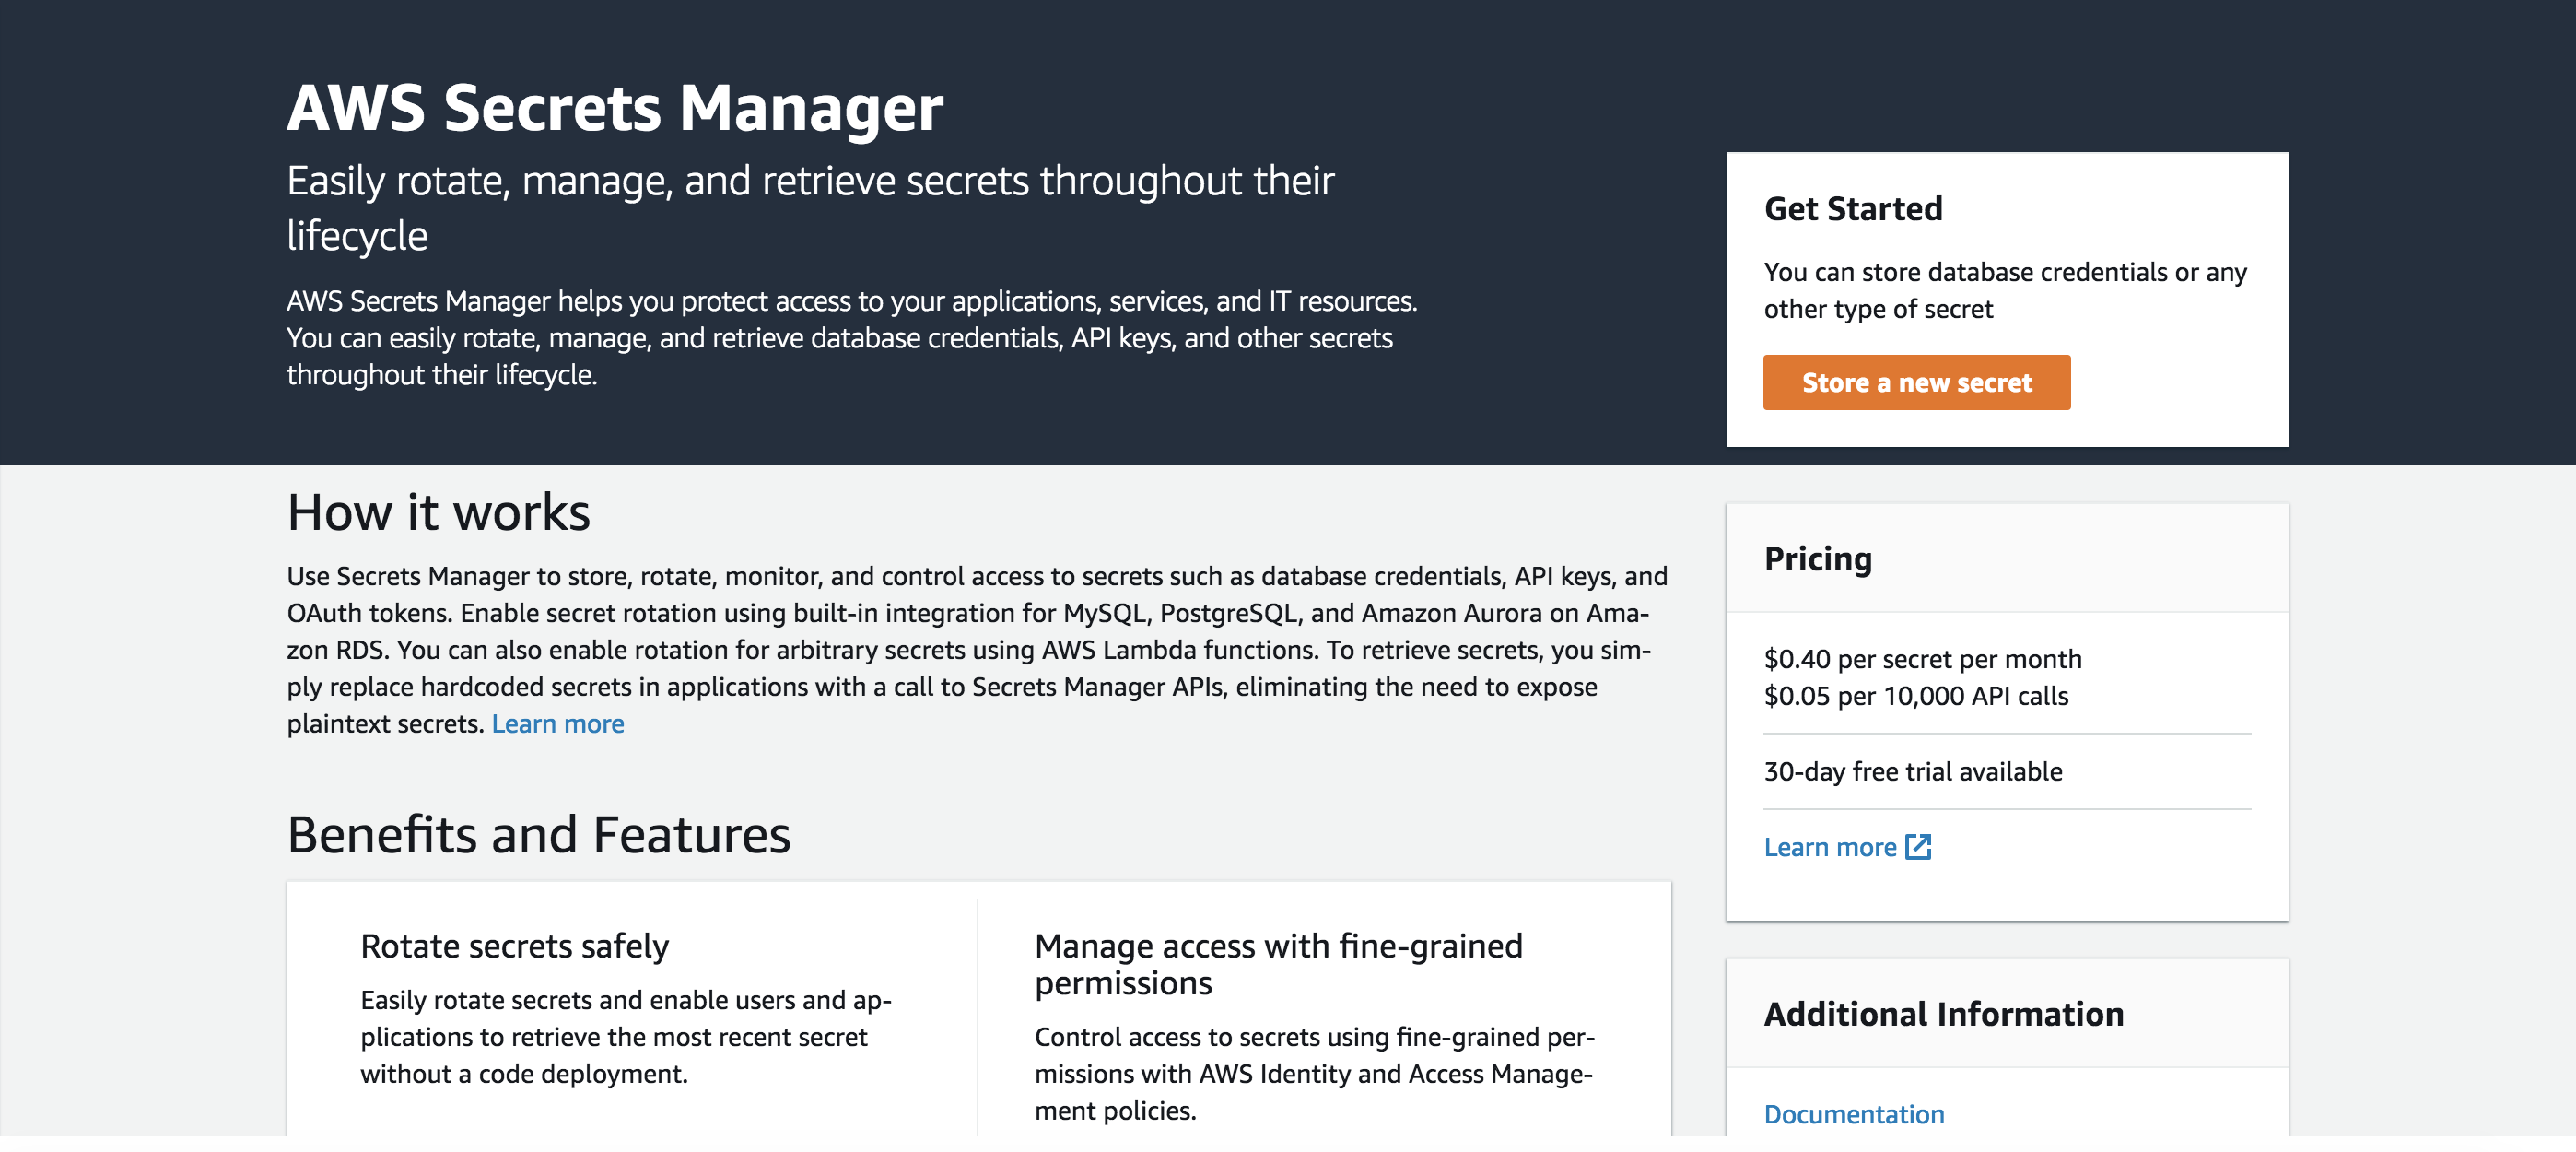 AWS Secrets Manager
Easily rotate, manage, and retrieve secrets throughout their
lifecycle
AWS Secrets Manager helps you protect access to your applications, services, and IT resources.
You can easily rotate, manage, and retrieve database credentials, API keys, and other secrets
throughout their lifecycle.
Get Started
You can store database credentials or any
other type of secret
Store a new secret
How it works
Use Secrets Manager to store, rotate, monitor, and control access to secrets such as database credentials, API keys, and
OAuth tokens. Enable secret rotation using built-in integration for MySQL, PostgreSQL, and Amazon Aurora on Ama-
zon RDS. You can also enable rotation for arbitrary secrets using AWS Lambda functions. To retrieve secrets, you sim-
ply replace hardcoded secrets in applications with a call to Secrets Manager APIs, eliminating the need to expose
plaintext secrets. Learn more
Pricing
$0.40 per secret per month
$0.05 per 10,000 API calls
30-day free trial available
Learn more
Benefits and Features
Rotate secrets safely
Easily rotate secrets and enable users and ap-
plications to retrieve the most recent secret
without a code deployment.
Manage access with fine-grained
permissions
Control access to secrets using fine-grained per-
missions with AWS Identity and Access Manage-
ment policies.
Additional Information
Documentation